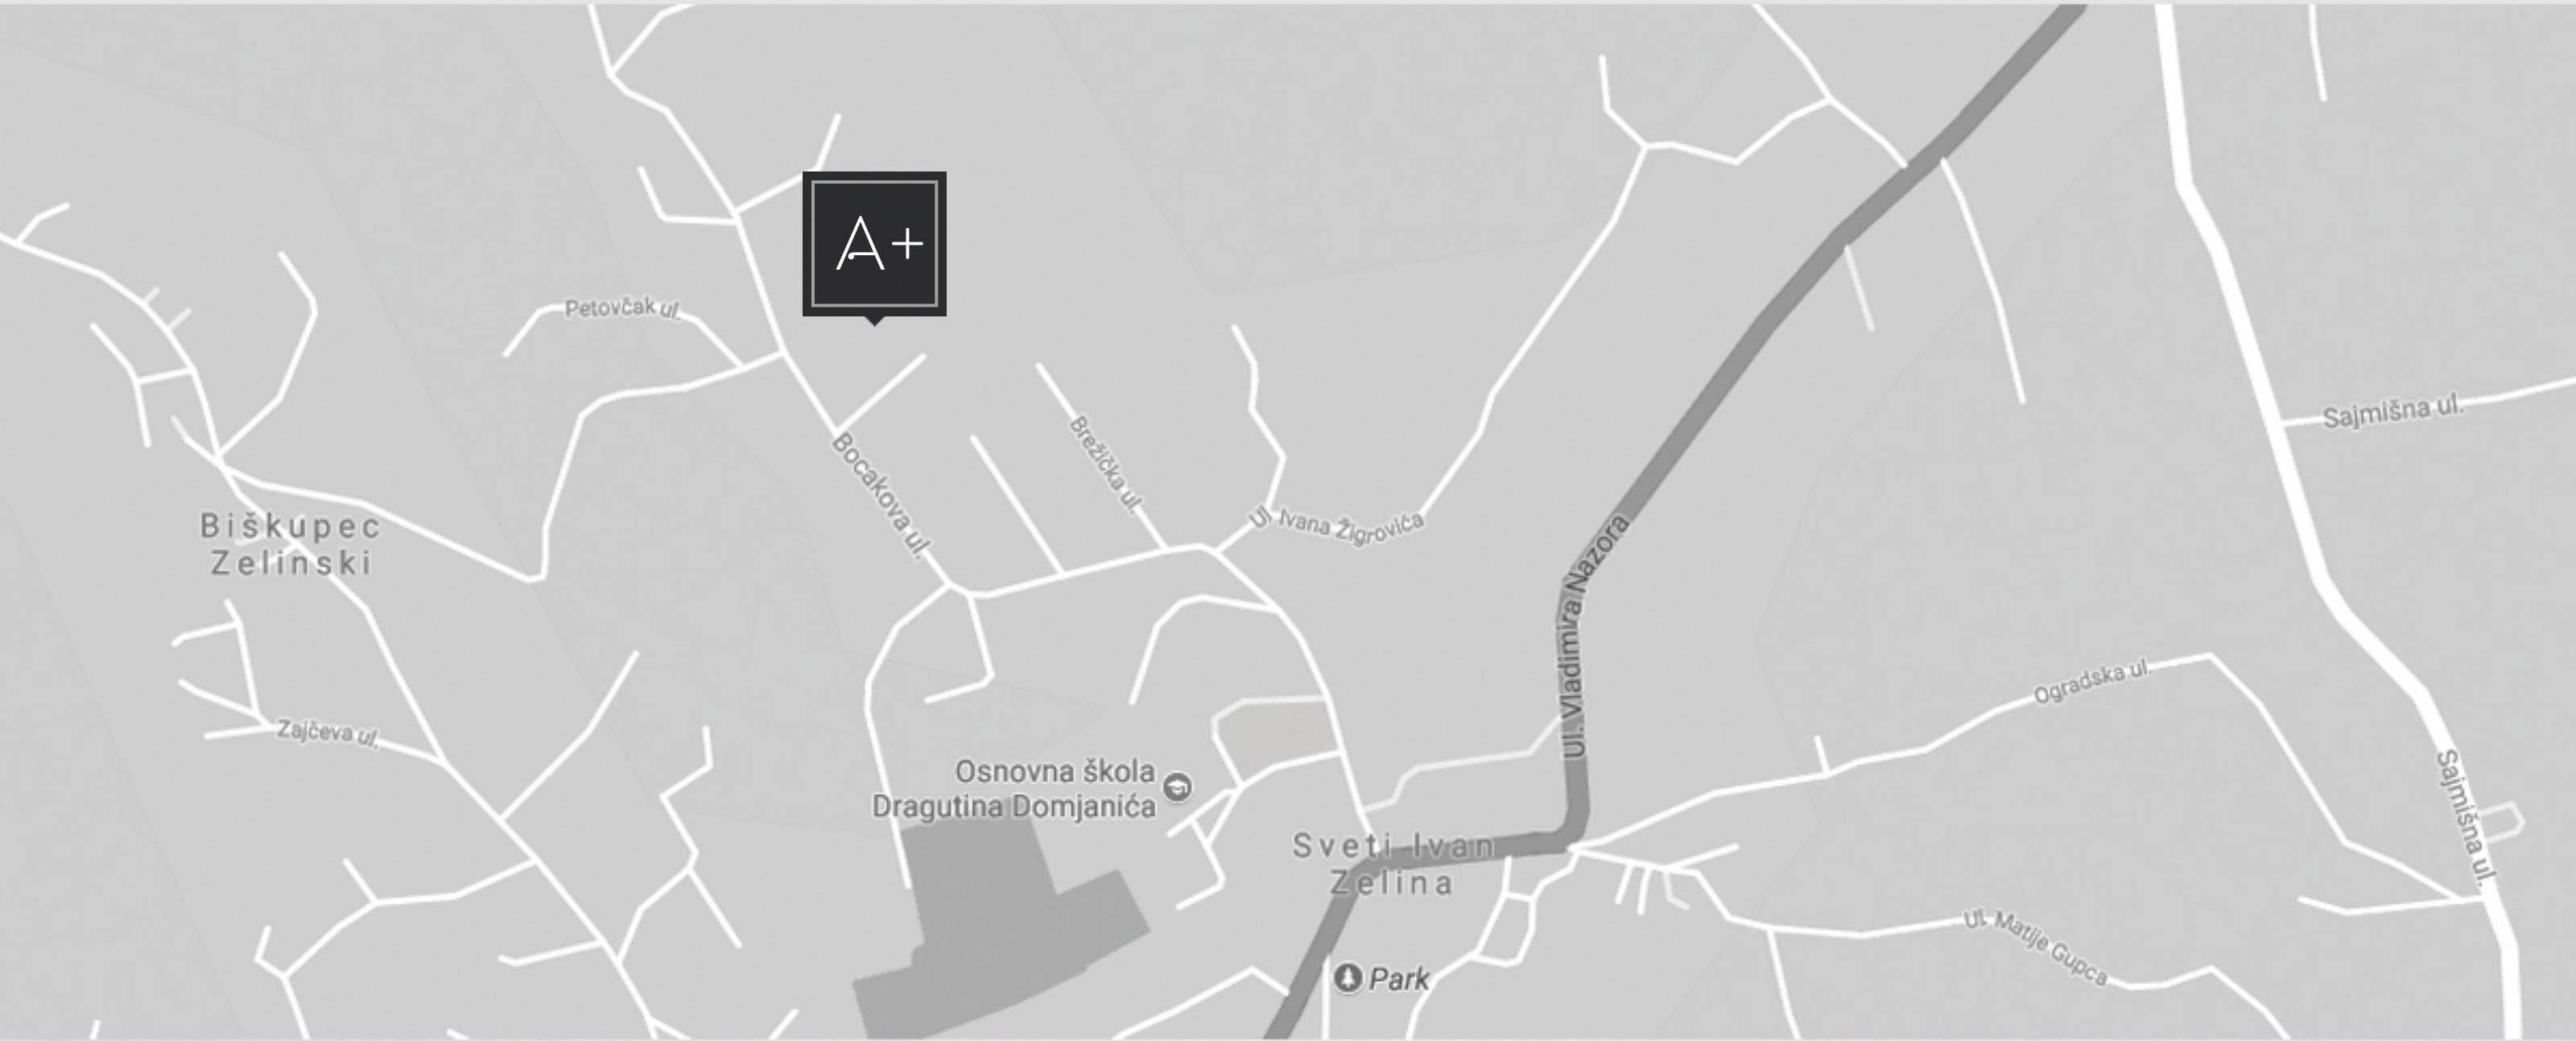 A+
Petovčak ul.
Sajmišna ul.
Bocakova ul.
Brežička ul.
Ul. Ivana Žigrovića
Biškupec
Zelinski
Ul. Vladimira Nazora
Ogradska ul.
Zajčeva ul.
Osnovna škola
Dragutina Domjanića
Sajmišna ul.
Sveti Ivan
Zelina
Ul. Matije Gupca
Park